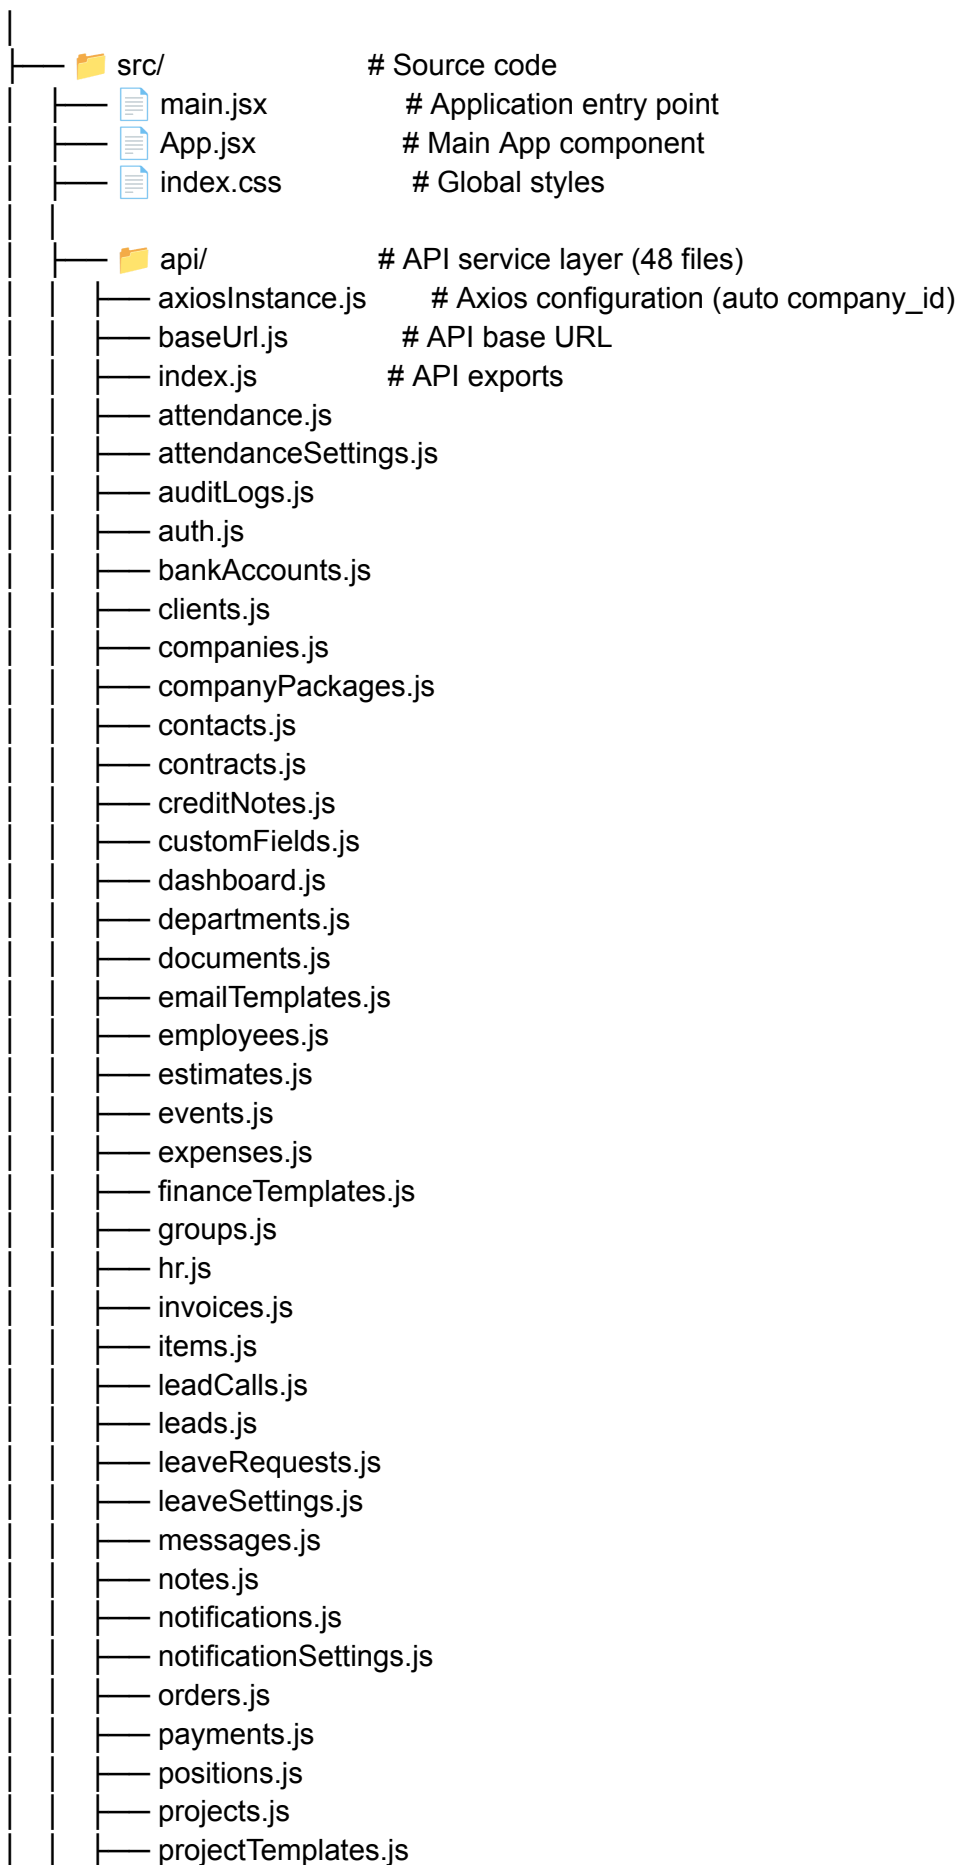 │
├── 📁 src/ # Source code
│ ├── 📄 main.jsx # Application entry point
│ ├── 📄 App.jsx # Main App component
│ ├── 📄 index.css # Global styles
│ │
│ ├── 📁 api/ # API service layer (48 files)
│ │ ├── axiosInstance.js # Axios configuration (auto company_id)
│ │ ├── baseUrl.js # API base URL
│ │ ├── index.js # API exports
│ │ ├── attendance.js
│ │ ├── attendanceSettings.js
│ │ ├── auditLogs.js
│ │ ├── auth.js
│ │ ├── bankAccounts.js
│ │ ├── clients.js
│ │ ├── companies.js
│ │ ├── companyPackages.js
│ │ ├── contacts.js
│ │ ├── contracts.js
│ │ ├── creditNotes.js
│ │ ├── customFields.js
│ │ ├── dashboard.js
│ │ ├── departments.js
│ │ ├── documents.js
│ │ ├── emailTemplates.js
│ │ ├── employees.js
│ │ ├── estimates.js
│ │ ├── events.js
│ │ ├── expenses.js
│ │ ├── financeTemplates.js
│ │ ├── groups.js
│ │ ├── hr.js
│ │ ├── invoices.js
│ │ ├── items.js
│ │ ├── leadCalls.js
│ │ ├── leads.js
│ │ ├── leaveRequests.js
│ │ ├── leaveSettings.js
│ │ ├── messages.js
│ │ ├── notes.js
│ │ ├── notifications.js
│ │ ├── notificationSettings.js
│ │ ├── orders.js
│ │ ├── payments.js
│ │ ├── positions.js
│ │ ├── projects.js
│ │ ├── projectTemplates.js